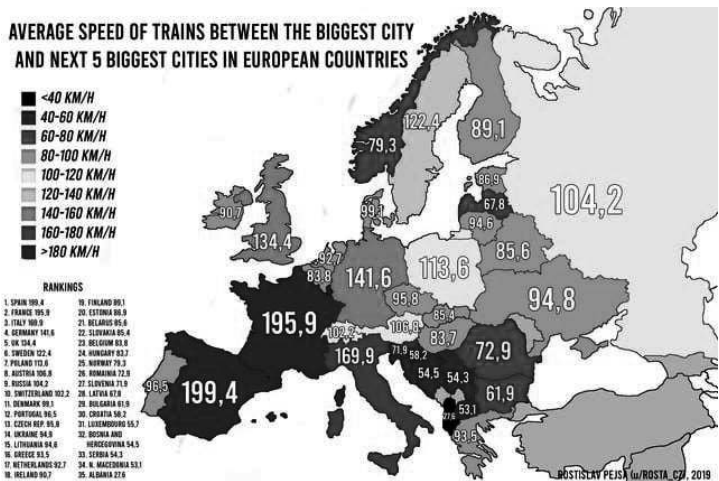 AVERAGE SPEED OF TRAINS BETWEEN THE BIGGEST CITY
AND NEXT 5 BIGGEST CITIES IN EUROPEAN COUNTRIES
<40 KM/H
40-60 KM/H
60-80 KM/H
80-100 KM/H
100-120 KM/H
120-140 KM/H
140-160 KM/H
160-180 KM/H
>180 KM/H
RANKINGS
1. SPAIN 199,4
2. FRANCE 195,9
3. ITALY 169,9
4. GERMANY 141,6
5. UK 134,4
6. SWEDEN 122,4
7. POLAND 113,6
8. AUSTRIA 106,8
9. RUSSIA 104,2
10. SWITZERLAND 102,2
11. DENMARK 99,1
12. PORTUGAL 96,5
13. CZECH REP. 95,8
14. UKRAINE 94,8
15. LITHUANIA 94,6
16. GREECE 93,5
17. NETHERLANDS 92,7
18. IRELAND 90,7
19. FINLAND 89,1
20. ESTONIA 86,9
21. BELARUS 85,6
22. SLOVAKIA 85,4
23. BELGIUM 83,8
24. HUNGARY 83,7
25. NORWAY 79,3
26. ROMANIA 72,9
27. SLOVENIA 71,9
28. LATVIA 67,8
29. BULGARIA 61,9
30. CROATIA 58,2
31. LUXEMBOURG 55,7
32. BOSNIA AND
HERCEGOVINA 54,5
33. SERBIA 54,3
34. N. MACEDONIA 53,1
35. ALBANIA 27,6
122,4
89,1
79,3
86,9
104,2
67,8
99,1
94,6
90,7
134,4
92,7
85,6
83,8
141,6
113,6
95,8
94,8
85,4
195,9
102,2
106,8
83,7
169,9
71,9
58,2
72,9
54,5
54,3
61,9
96,5
199,4
53,1
27,6
93,5
ROSTISLAV PEJŠA (u/ROSTA_CZ), 2019